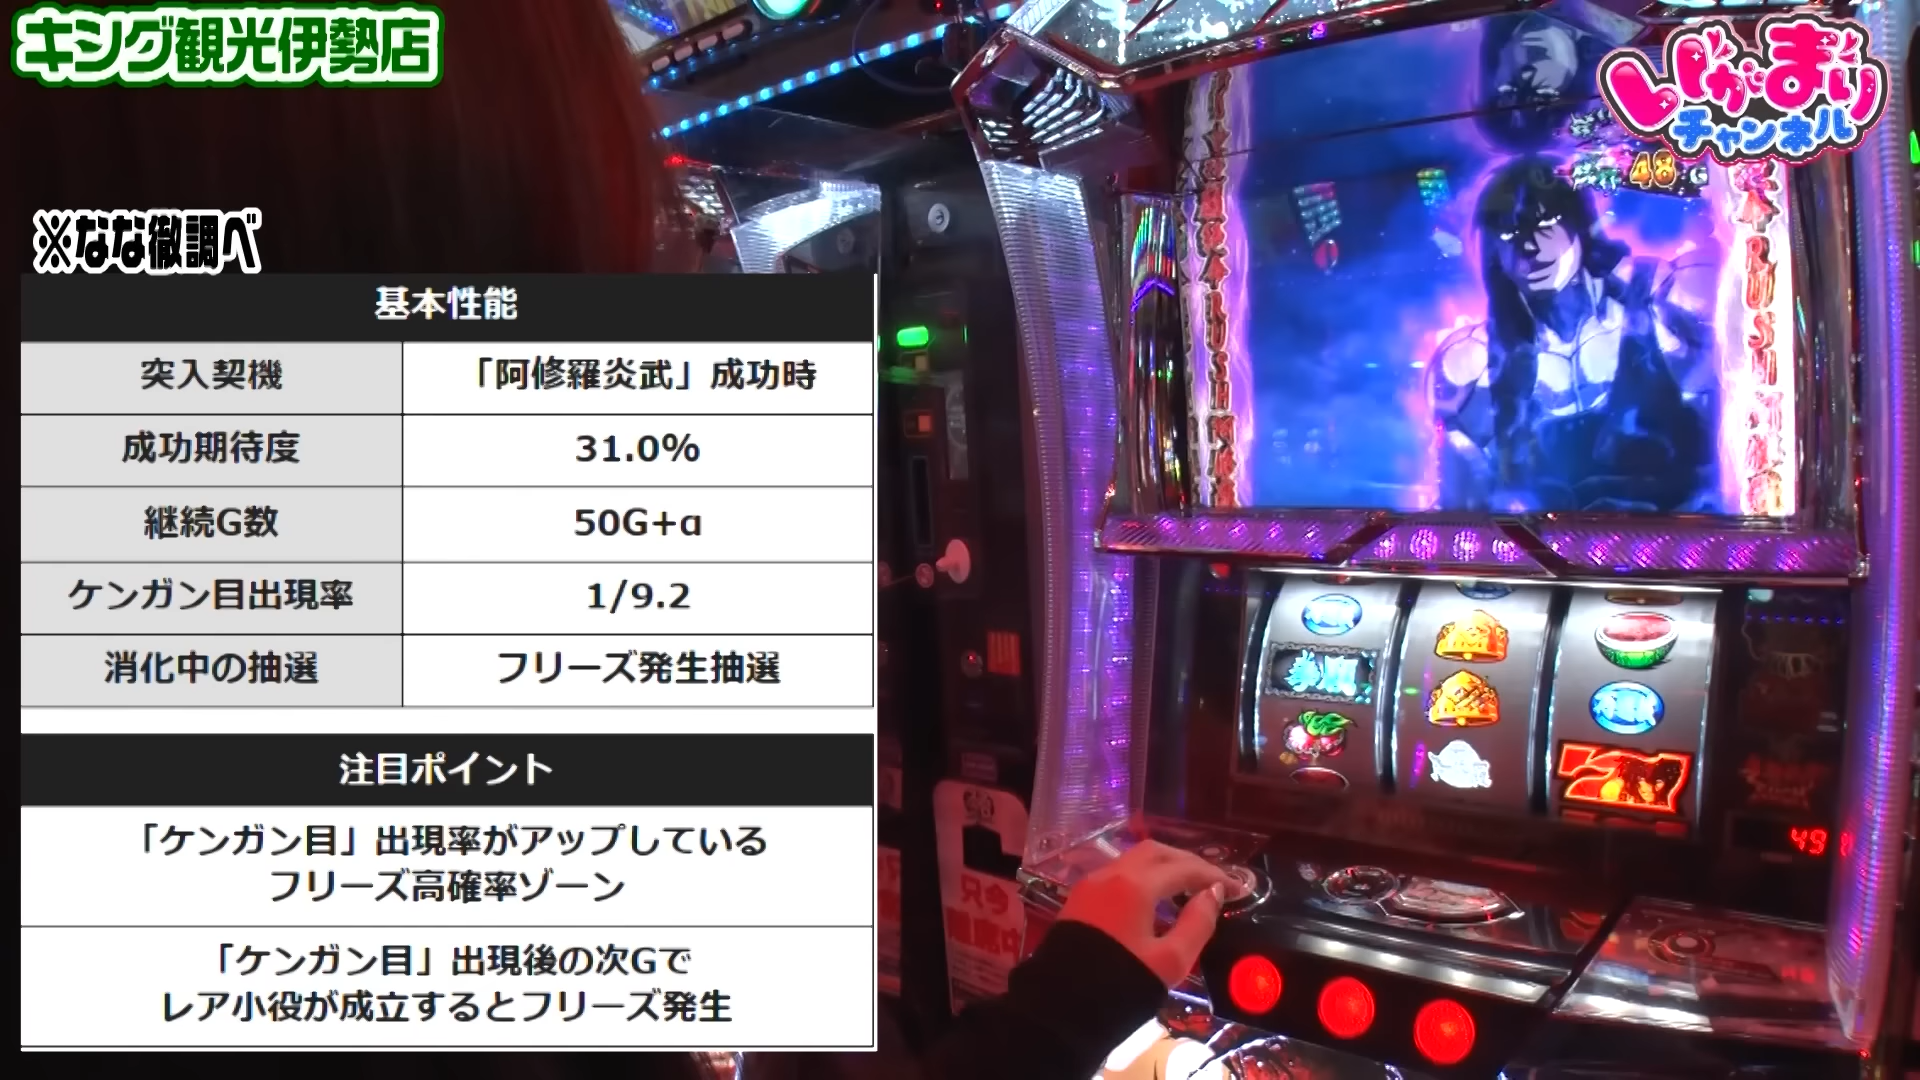 キング観光伊勢店
いがまりチャンネル
48 G
※なな徹調べ
基本性能
突入契機
「阿修羅炎武」成功時
成功期待度
31.0%
継続G数
50G+α
ケンガン目出現率
1/9.2
消化中の抽選
フリーズ発生抽選
注目ポイント
「ケンガン目」出現率がアップしている
フリーズ高確率ゾーン
「ケンガン目」出現後の次Gで
レア小役が成立するとフリーズ発生
77
49
只今